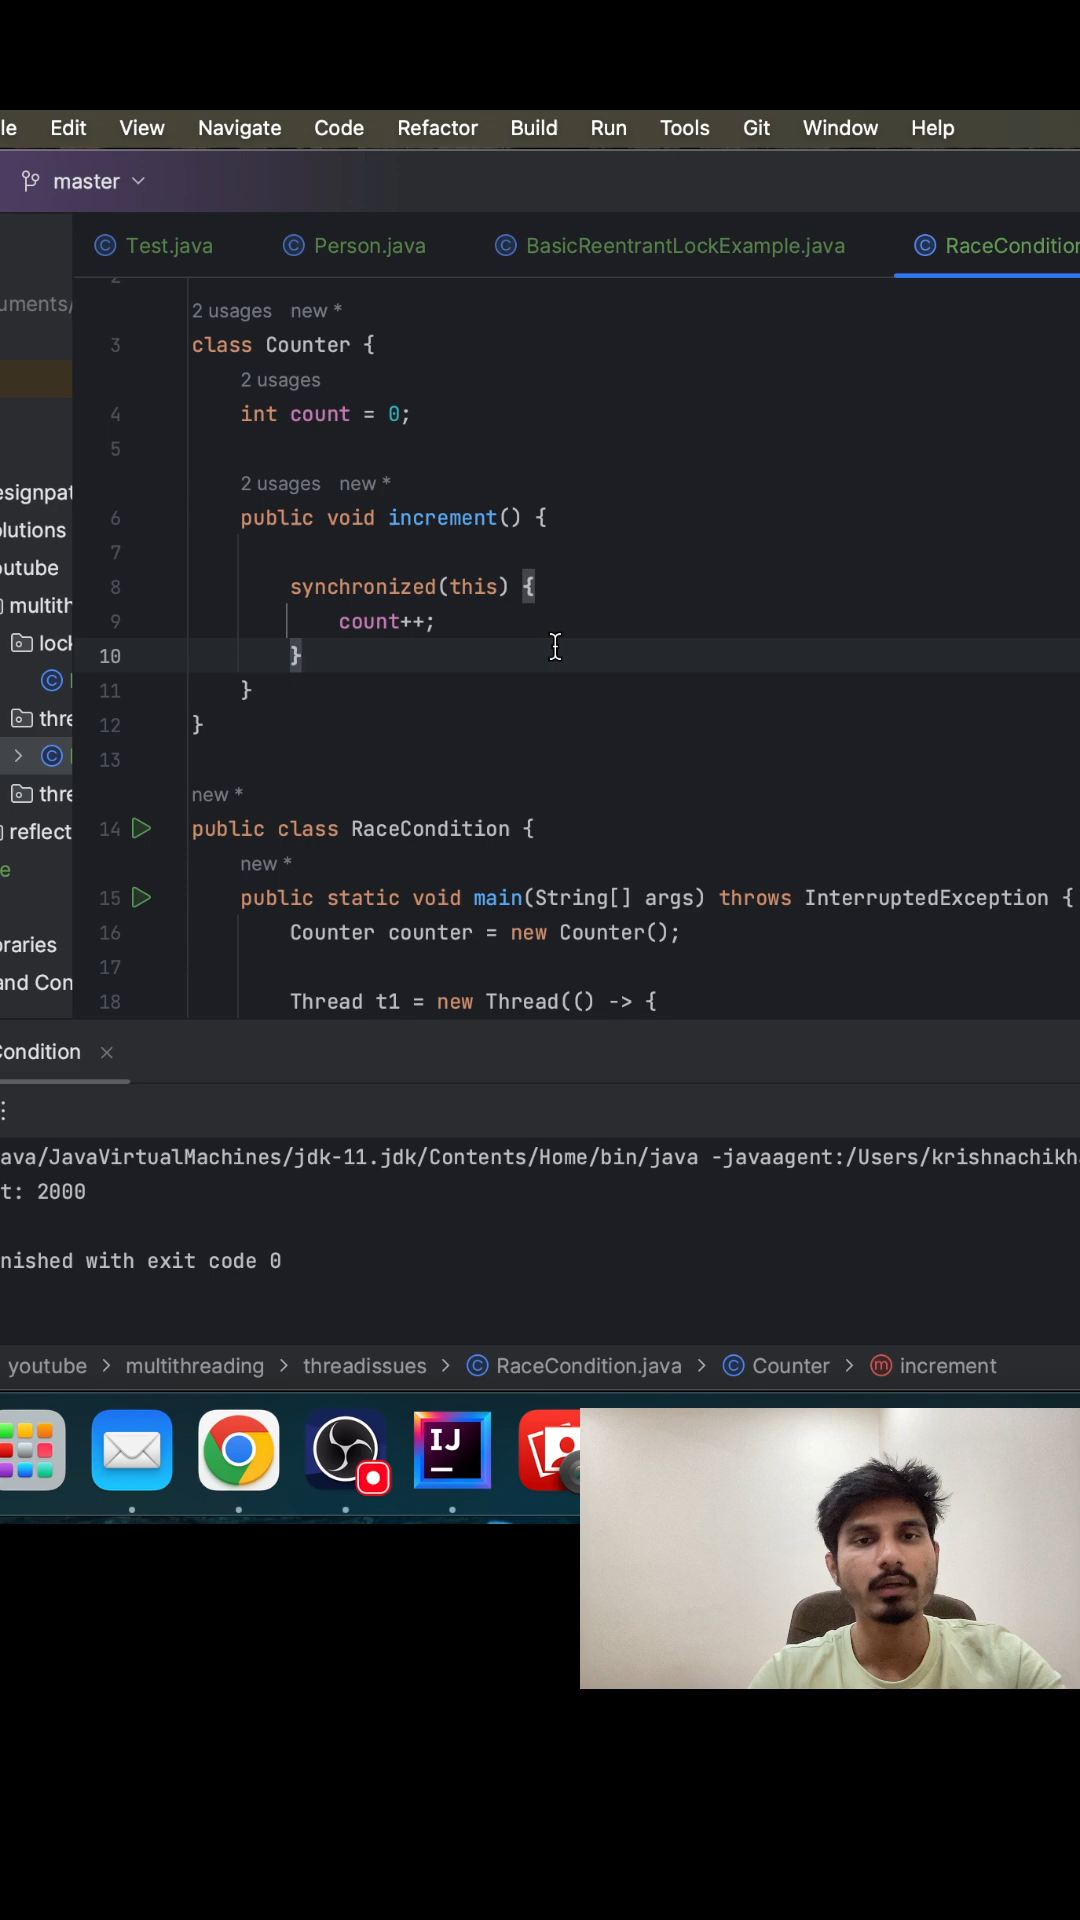 le Edit View Navigate Code Refactor Build Run Tools Git Window Help
master
Test.java Person.java BasicReentrantLockExample.java RaceCondition
uments/
2
2 usages new *
3 class Counter {
2 usages
4 int count = 0;
5
2 usages new *
6 public void increment() {
7
8 synchronized(this) {
9 count++;
10 }
11 }
12 }
13
new *
14 public class RaceCondition {
new *
15 public static void main(String[] args) throws InterruptedException {
16 Counter counter = new Counter();
17
18 Thread t1 = new Thread(() -> {
esignpat
olutions
outube
multith
lock
thre
thre
reflect
e
oraries
and Con
Condition ×
ava/JavaVirtualMachines/jdk-11.jdk/Contents/Home/bin/java -javaagent:/Users/krishnachikha
t: 2000
nished with exit code 0
youtube > multithreading > threadissues > RaceCondition.java > Counter > increment
IJ